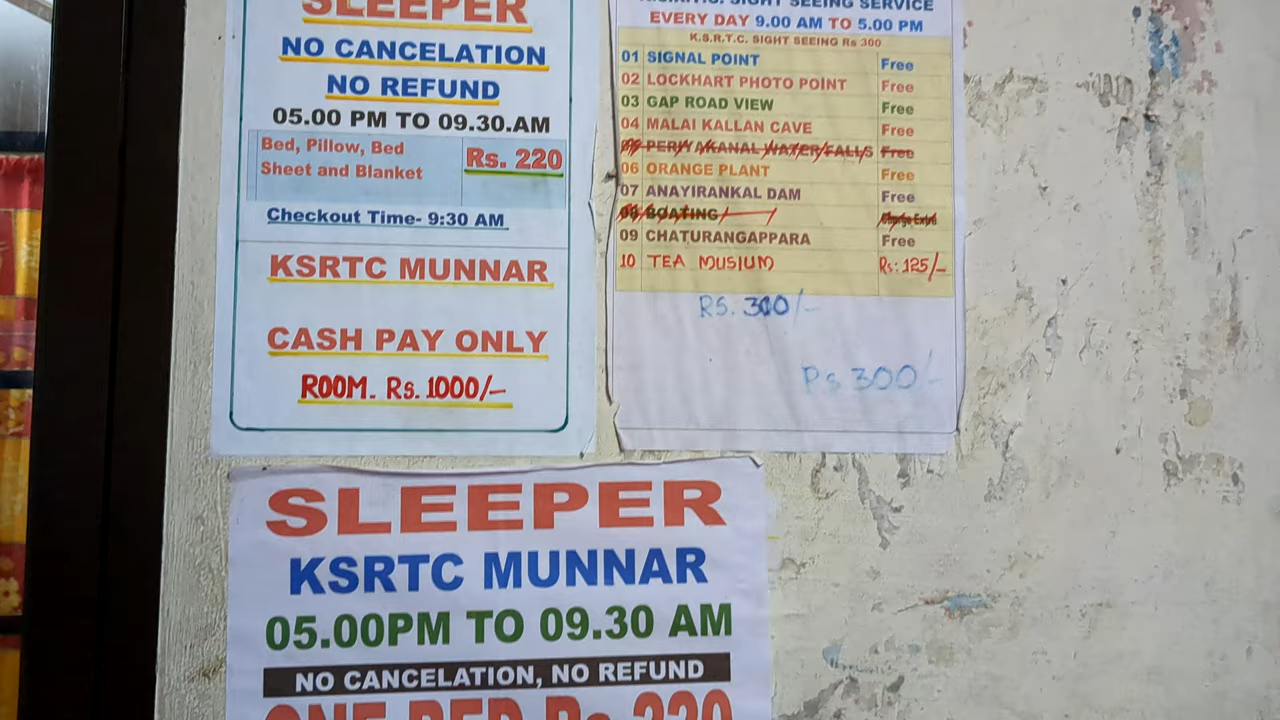 SLEEPER
NO CANCELATION
NO REFUND
05.00 PM TO 09.30.AM
Bed, Pillow, Bed
Sheet and Blanket
Rs. 220
Checkout Time- 9:30 AM
KSRTC MUNNAR
CASH PAY ONLY
ROOM. Rs. 1000/-
SIGHT SEEING SERVICE
EVERY DAY 9.00 AM TO 5.00 PM
K.S.R.T.C. SIGHT SEEING Rs 300
01 SIGNAL POINT Free
02 LOCKHART PHOTO POINT Free
03 GAP ROAD VIEW Free
04 MALAI KALLAN CAVE Free
05 PERIYAKANAL WATER FALLS Free
06 ORANGE PLANT Free
07 ANAYIRANKAL DAM Free
08 BOATING Charge Extra
09 CHATURANGAPPARA Free
10 TEA MUSIUM Rs: 125/-
RS. 300/-
Rs 300/-
SLEEPER
KSRTC MUNNAR
05.00PM TO 09.30 AM
NO CANCELATION, NO REFUND
ONE BED Rs 220